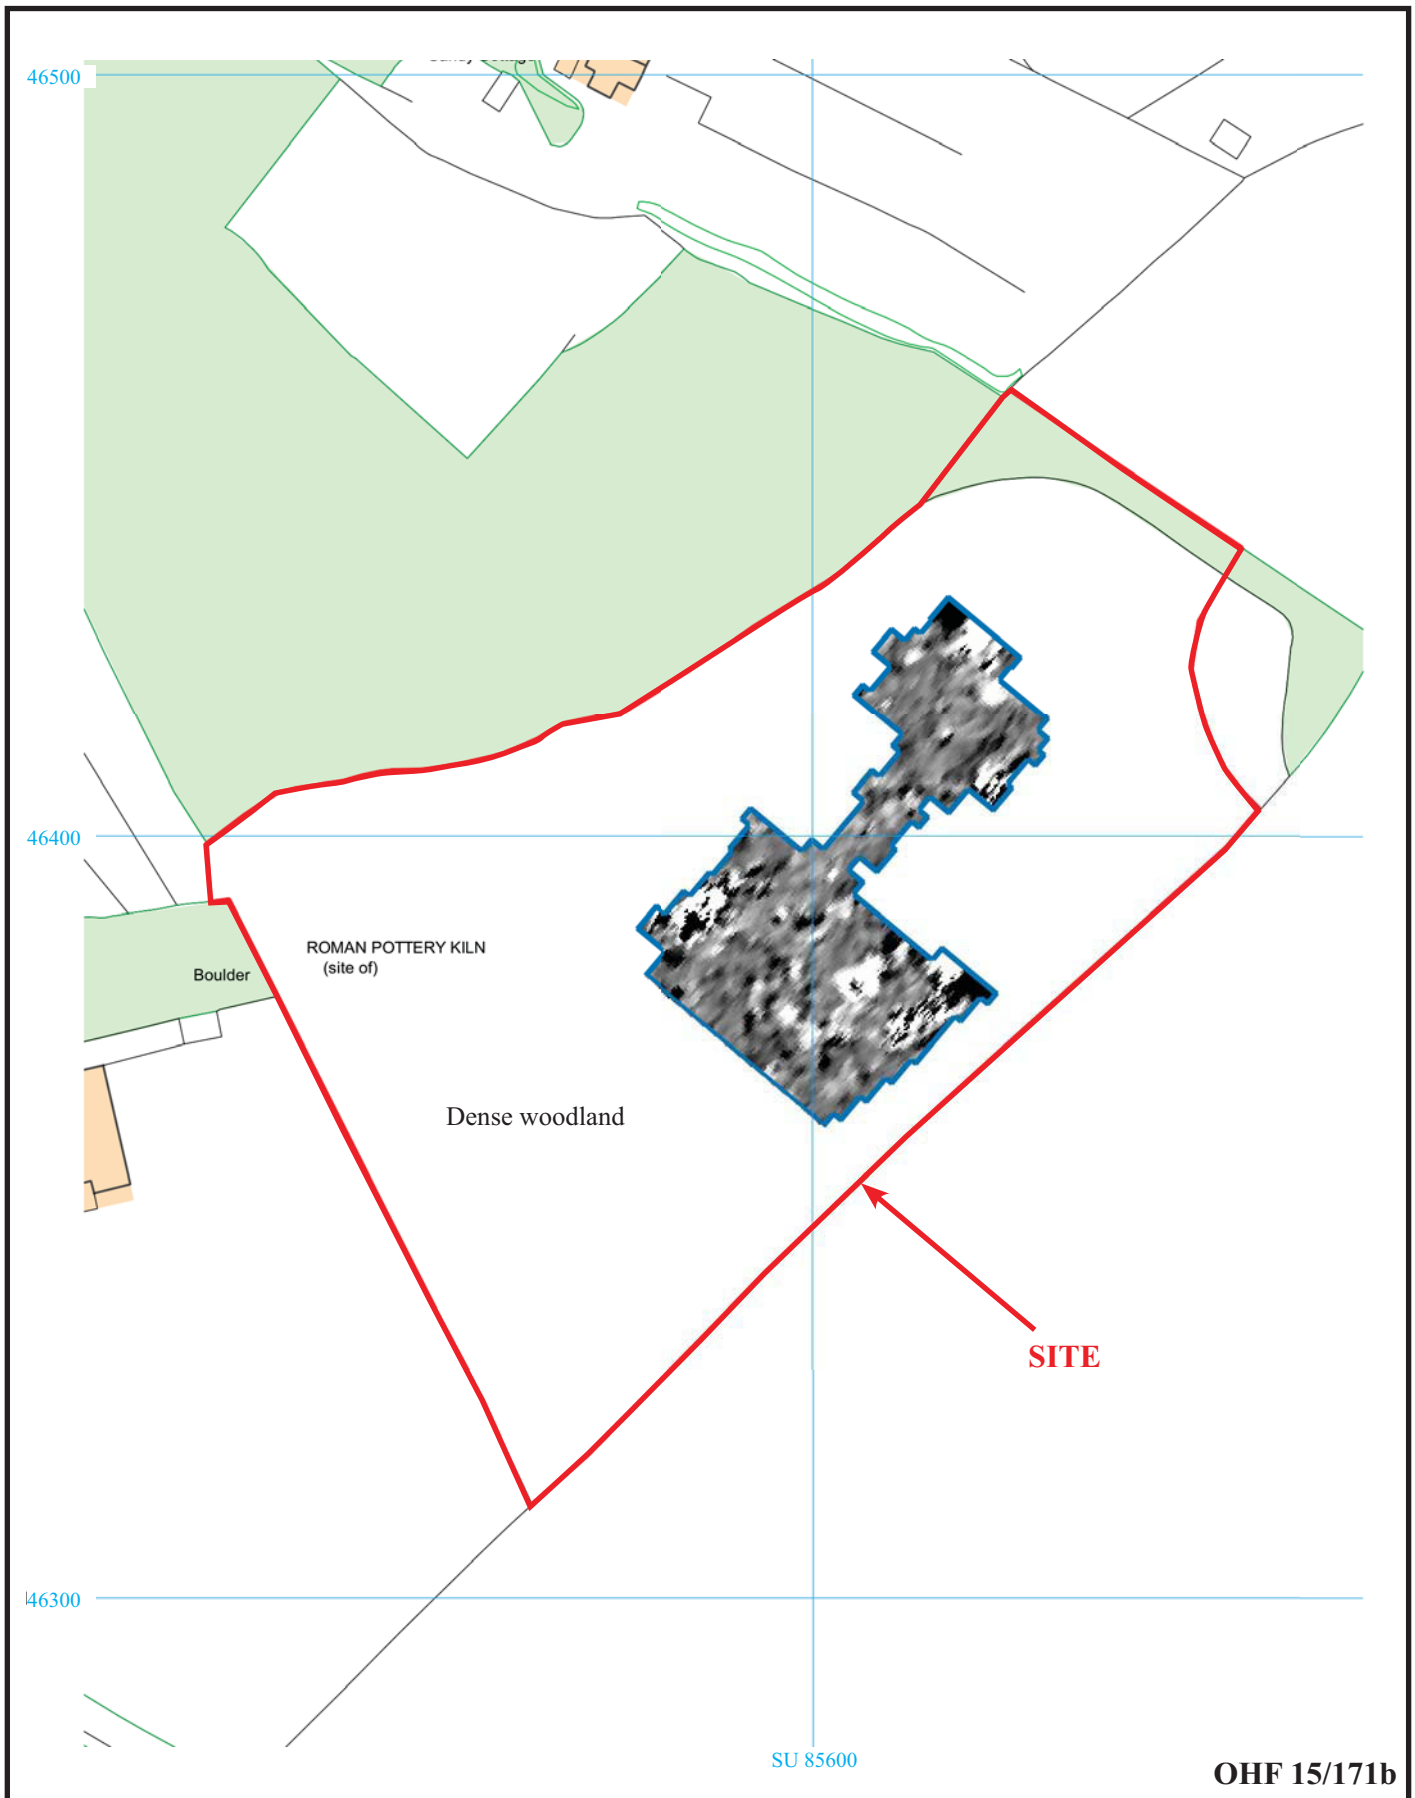 46500
46400
ROMAN POTTERY KILN
(site of)
Boulder
Dense woodland
SITE
46300
SU 85600
OHF 15/171b